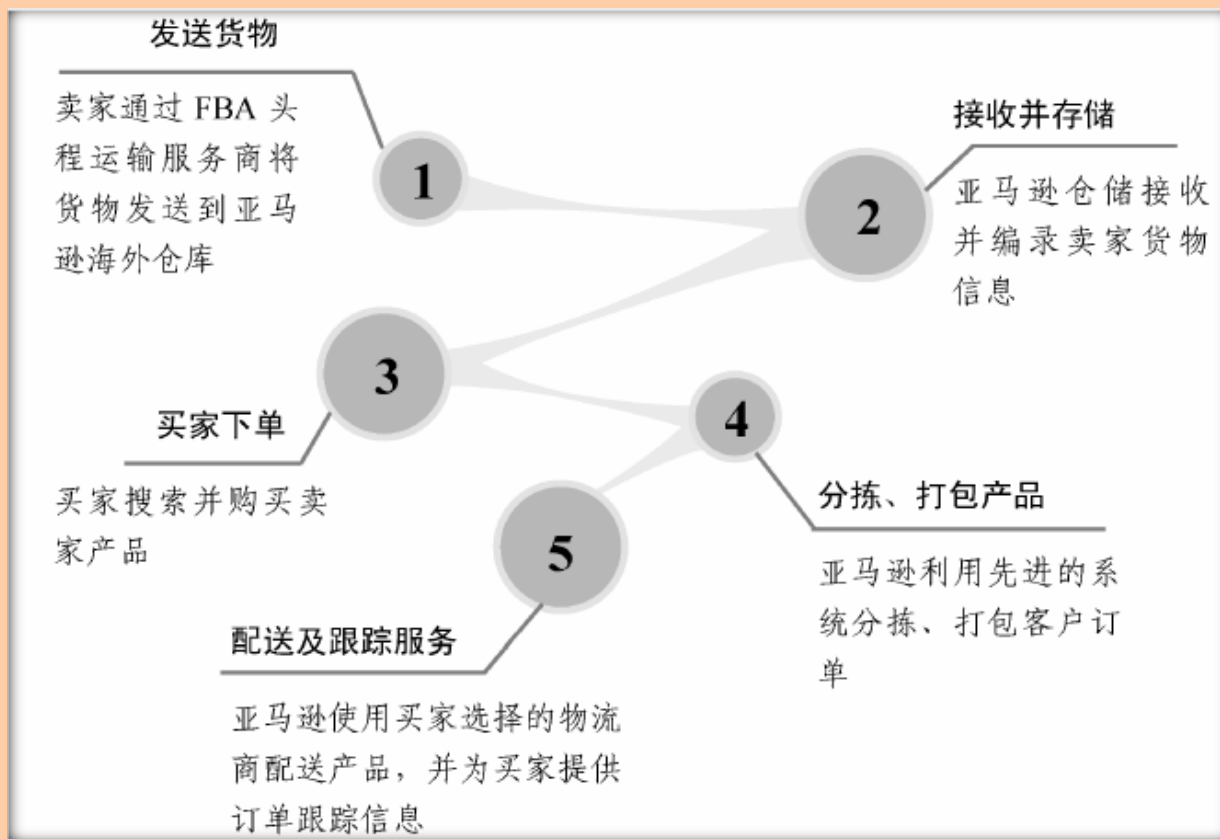 发送货物
卖家通过 FBA 头
程运输服务商将
货物发送到亚马
逊海外仓库
1
接收并存储
亚马逊仓储接收
并编录卖家货物
信息
2
3
买家下单
买家搜索并购买卖
家产品
4
分拣、打包产品
亚马逊利用先进的系
统分拣、打包客户订
单
5
配送及跟踪服务
亚马逊使用买家选择的物流
商配送产品，并为买家提供
订单跟踪信息